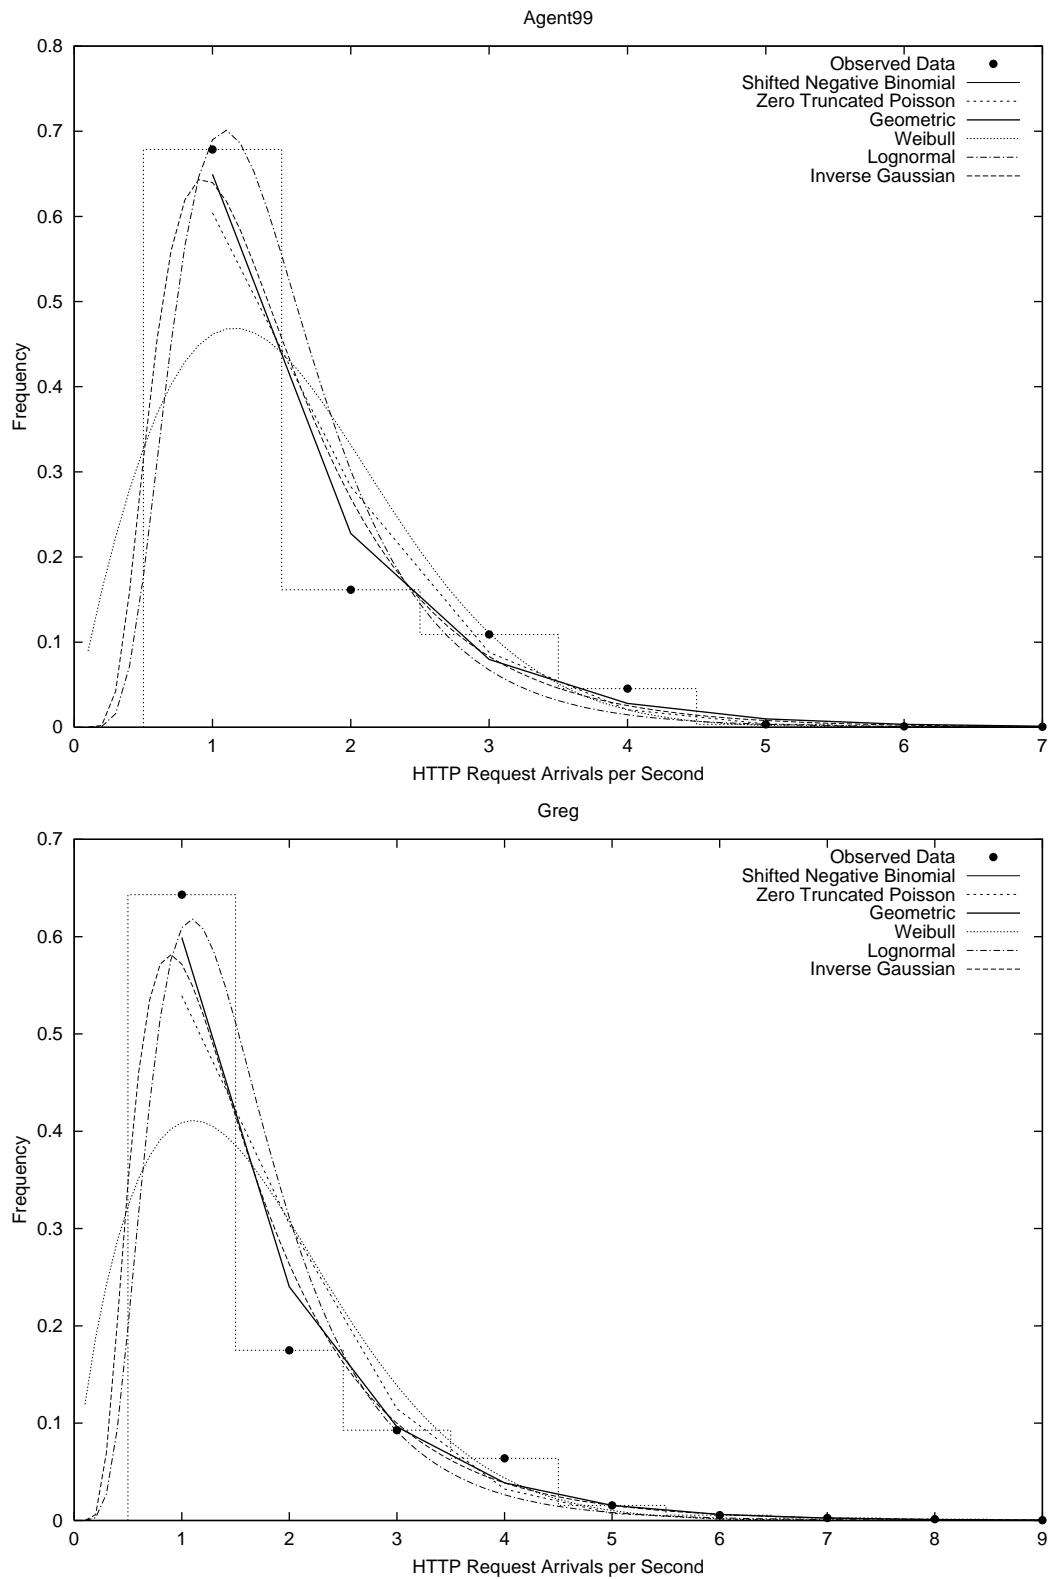 Agent99
0.8
0.7
0.6
0.5
0.4
0.3
0.2
0.1
0
Frequency
Observed Data
Shifted Negative Binomial
Zero Truncated Poisson
Geometric
Weibull
Lognormal
Inverse Gaussian
0 1 2 3 4 5 6 7
HTTP Request Arrivals per Second
Greg
0.7
0.6
0.5
0.4
0.3
0.2
0.1
0
Frequency
Observed Data
Shifted Negative Binomial
Zero Truncated Poisson
Geometric
Weibull
Lognormal
Inverse Gaussian
0 1 2 3 4 5 6 7 8 9
HTTP Request Arrivals per Second